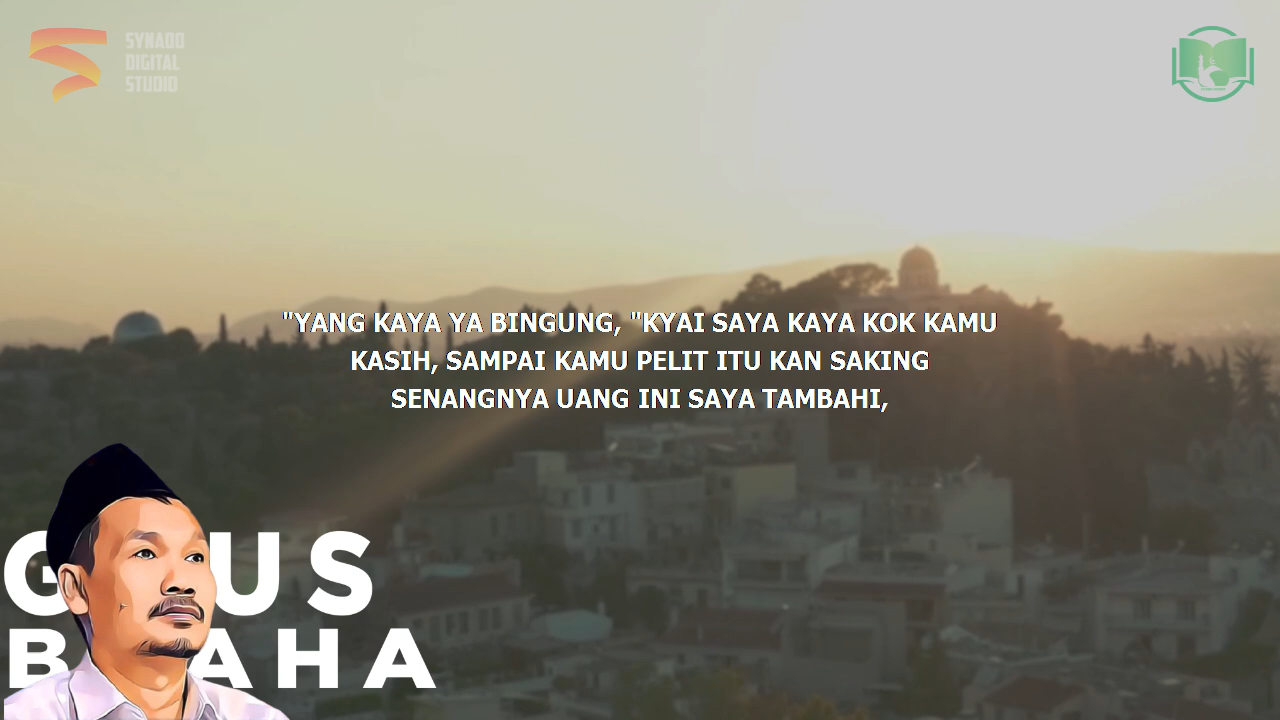 SYNADO
DIGITAL
STUDIO
"YANG KAYA YA BINGUNG, "KYAI SAYA KAYA KOK KAMU
KASIH, SAMPAI KAMU PELIT ITU KAN SAKING
SENANGNYA UANG INI SAYA TAMBAHI,
GUS
BAHA